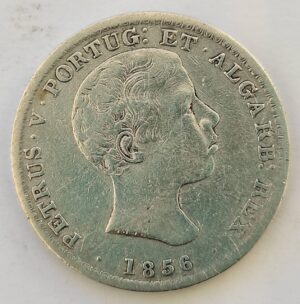 PETRUS · V · PORTUG: ET · ALGARB: REX ·
· 1856 ·